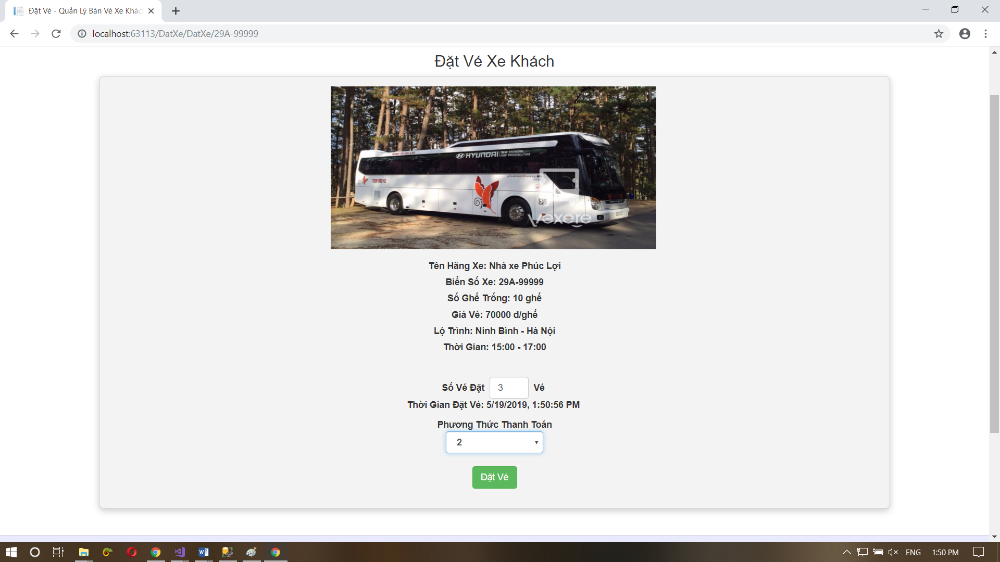 Đặt Vé - Quản Lý Bán Vé Xe Khác
localhost:63113/DatXe/DatXe/29A-99999
Đặt Vé Xe Khách
HYUNDAI NEW THINKING. NEW POSSIBILITIES
vexere
Tên Hãng Xe: Nhà xe Phúc Lợi
Biển Số Xe: 29A-99999
Số Ghế Trống: 10 ghế
Giá Vé: 70000 đ/ghế
Lộ Trình: Ninh Bình - Hà Nội
Thời Gian: 15:00 - 17:00
Số Vé Đặt 3 Vé
Thời Gian Đặt Vé: 5/19/2019, 1:50:56 PM
Phương Thức Thanh Toán
2
Đặt Vé
ENG 1:50 PM